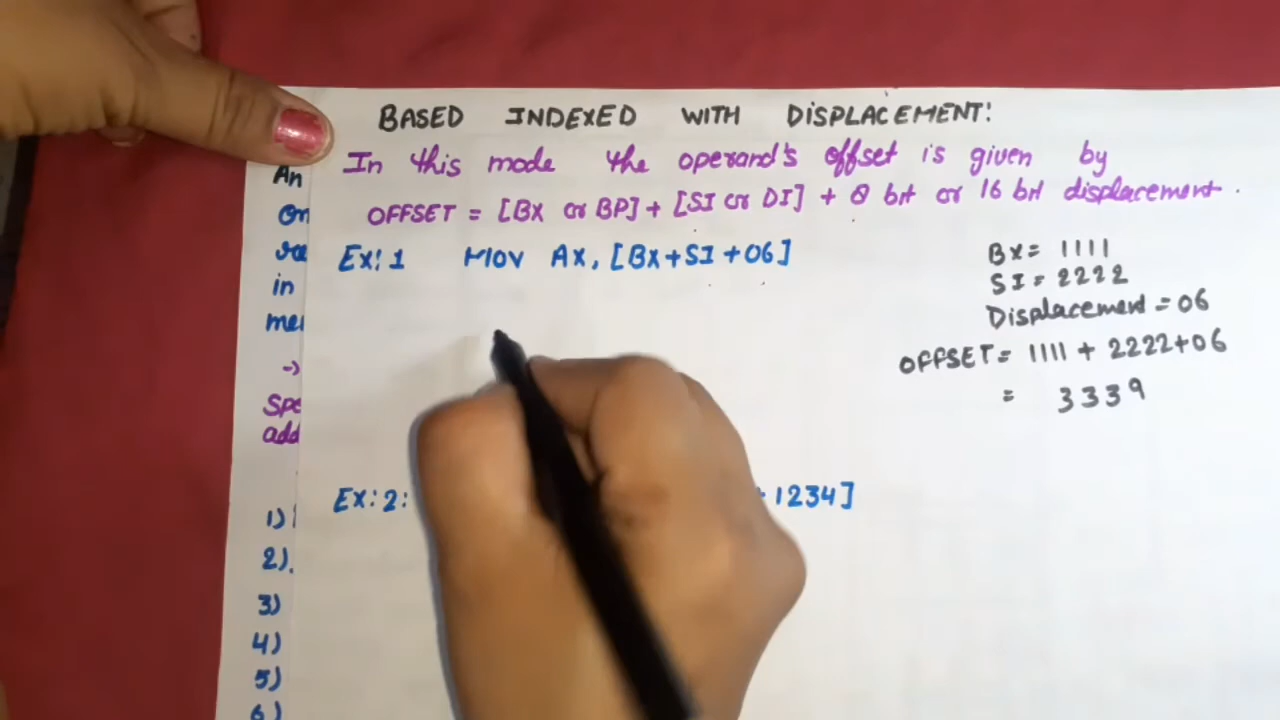 BASED INDEXED WITH DISPLACEMENT:
In this mode the operand's offset is given by
OFFSET = [BX or BP] + [SI or DI] + 8 bit or 16 bit displacement.
Ex: 1 MOV AX, [BX+SI+06]
BX = 1111
SI = 2222
Displacement = 06
OFFSET = 1111 + 2222+06
= 3339
Ex: 2: + 1234]
An
on
in
->
1)
2).
3)
4)
5)
6)